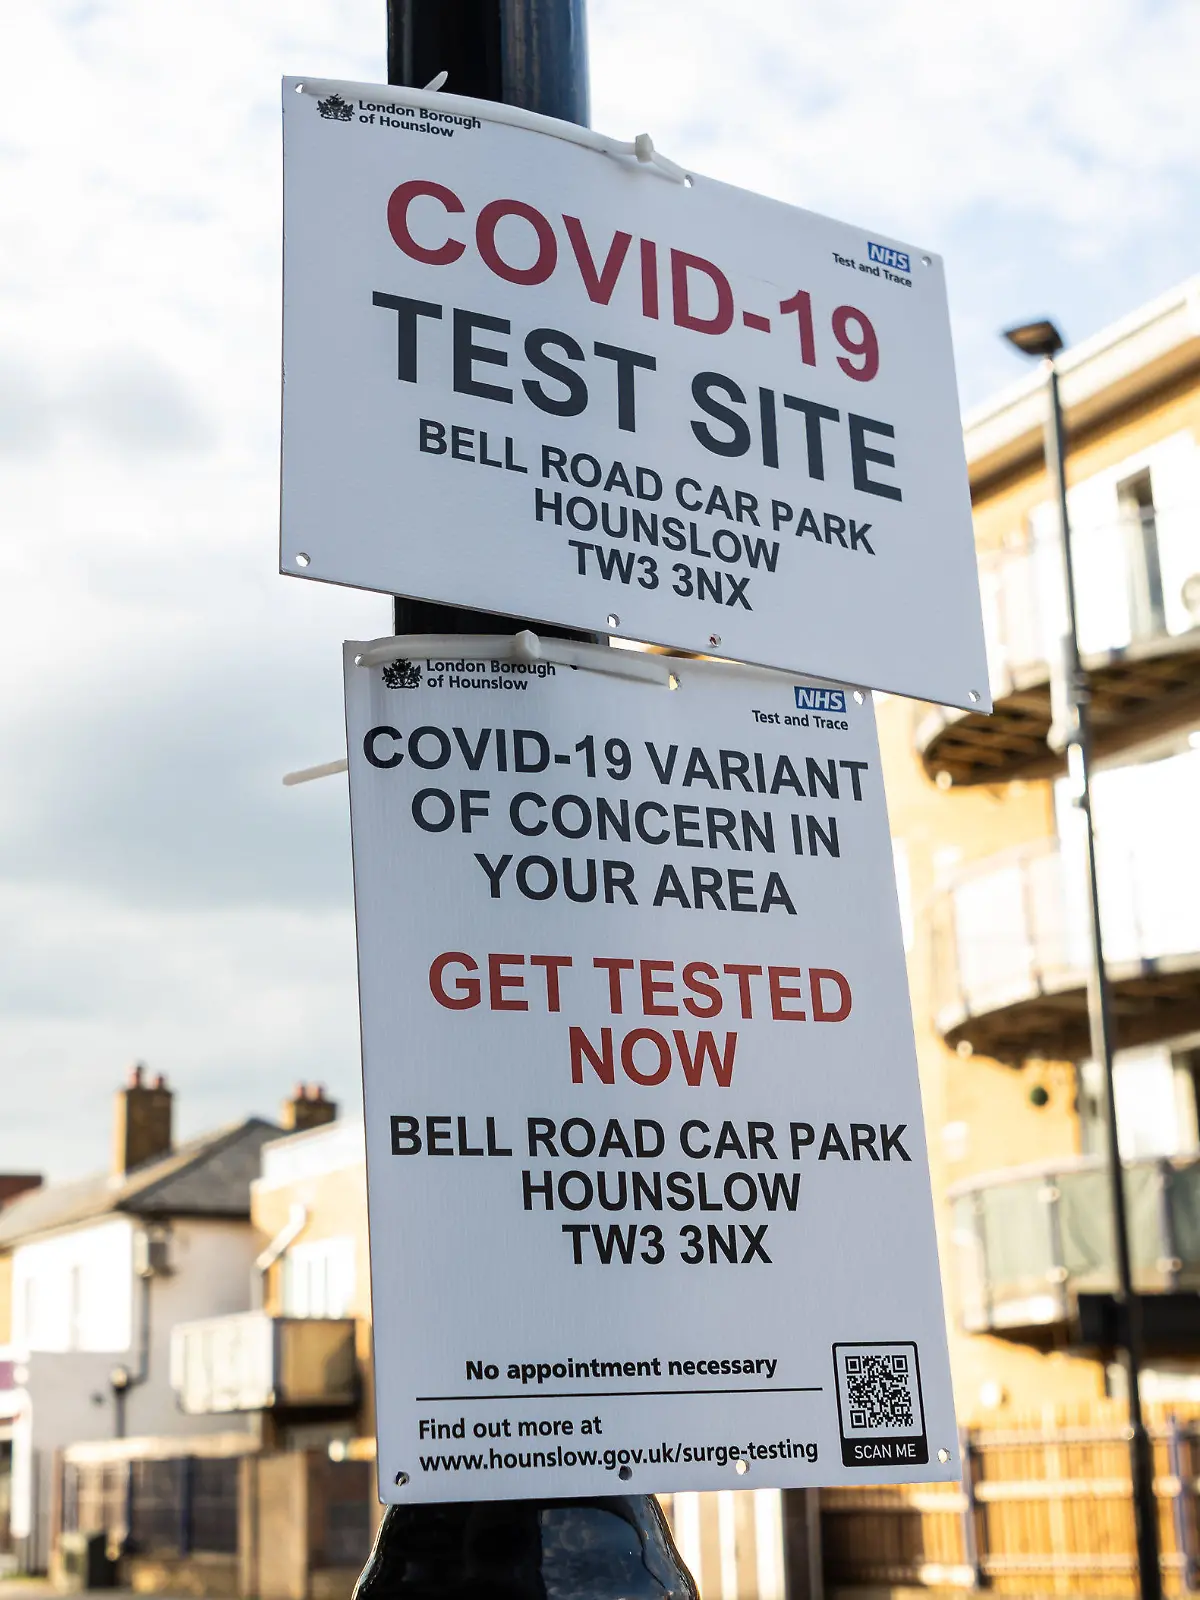 London Borough
of Hounslow
NHS
Test and Trace
COVID-19
TEST SITE
BELL ROAD CAR PARK
HOUNSLOW
TW3 3NX
London Borough
of Hounslow
NHS
Test and Trace
COVID-19 VARIANT
OF CONCERN IN
YOUR AREA
GET TESTED
NOW
BELL ROAD CAR PARK
HOUNSLOW
TW3 3NX
No appointment necessary
Find out more at
www.hounslow.gov.uk/surge-testing
SCAN ME